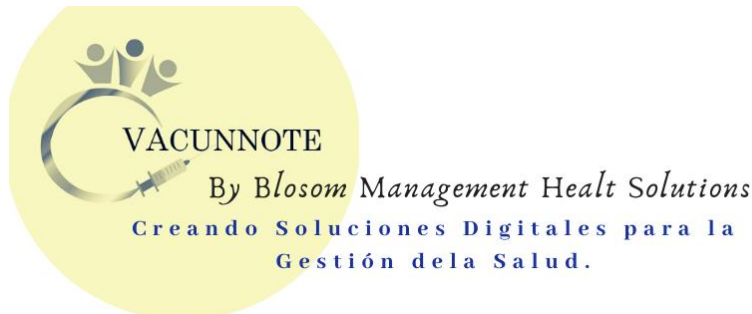 VACUNNOTE
By Blosom Management Healt Solutions
Creando Soluciones Digitales para la
Gestión dela Salud.